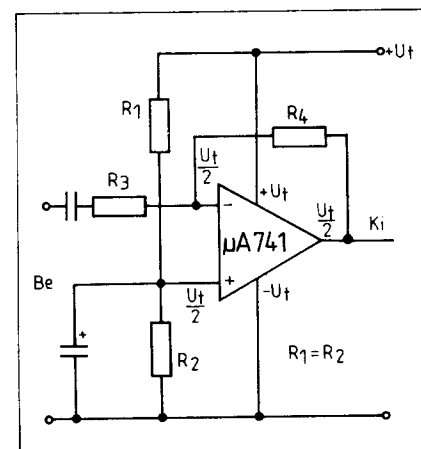 +Ut
R1
R4
Ut
2
R3
+Ut
-
Ut
2
Ki
µA741
Be
+
+
Ut
2
-Ut
R2
R1=R2